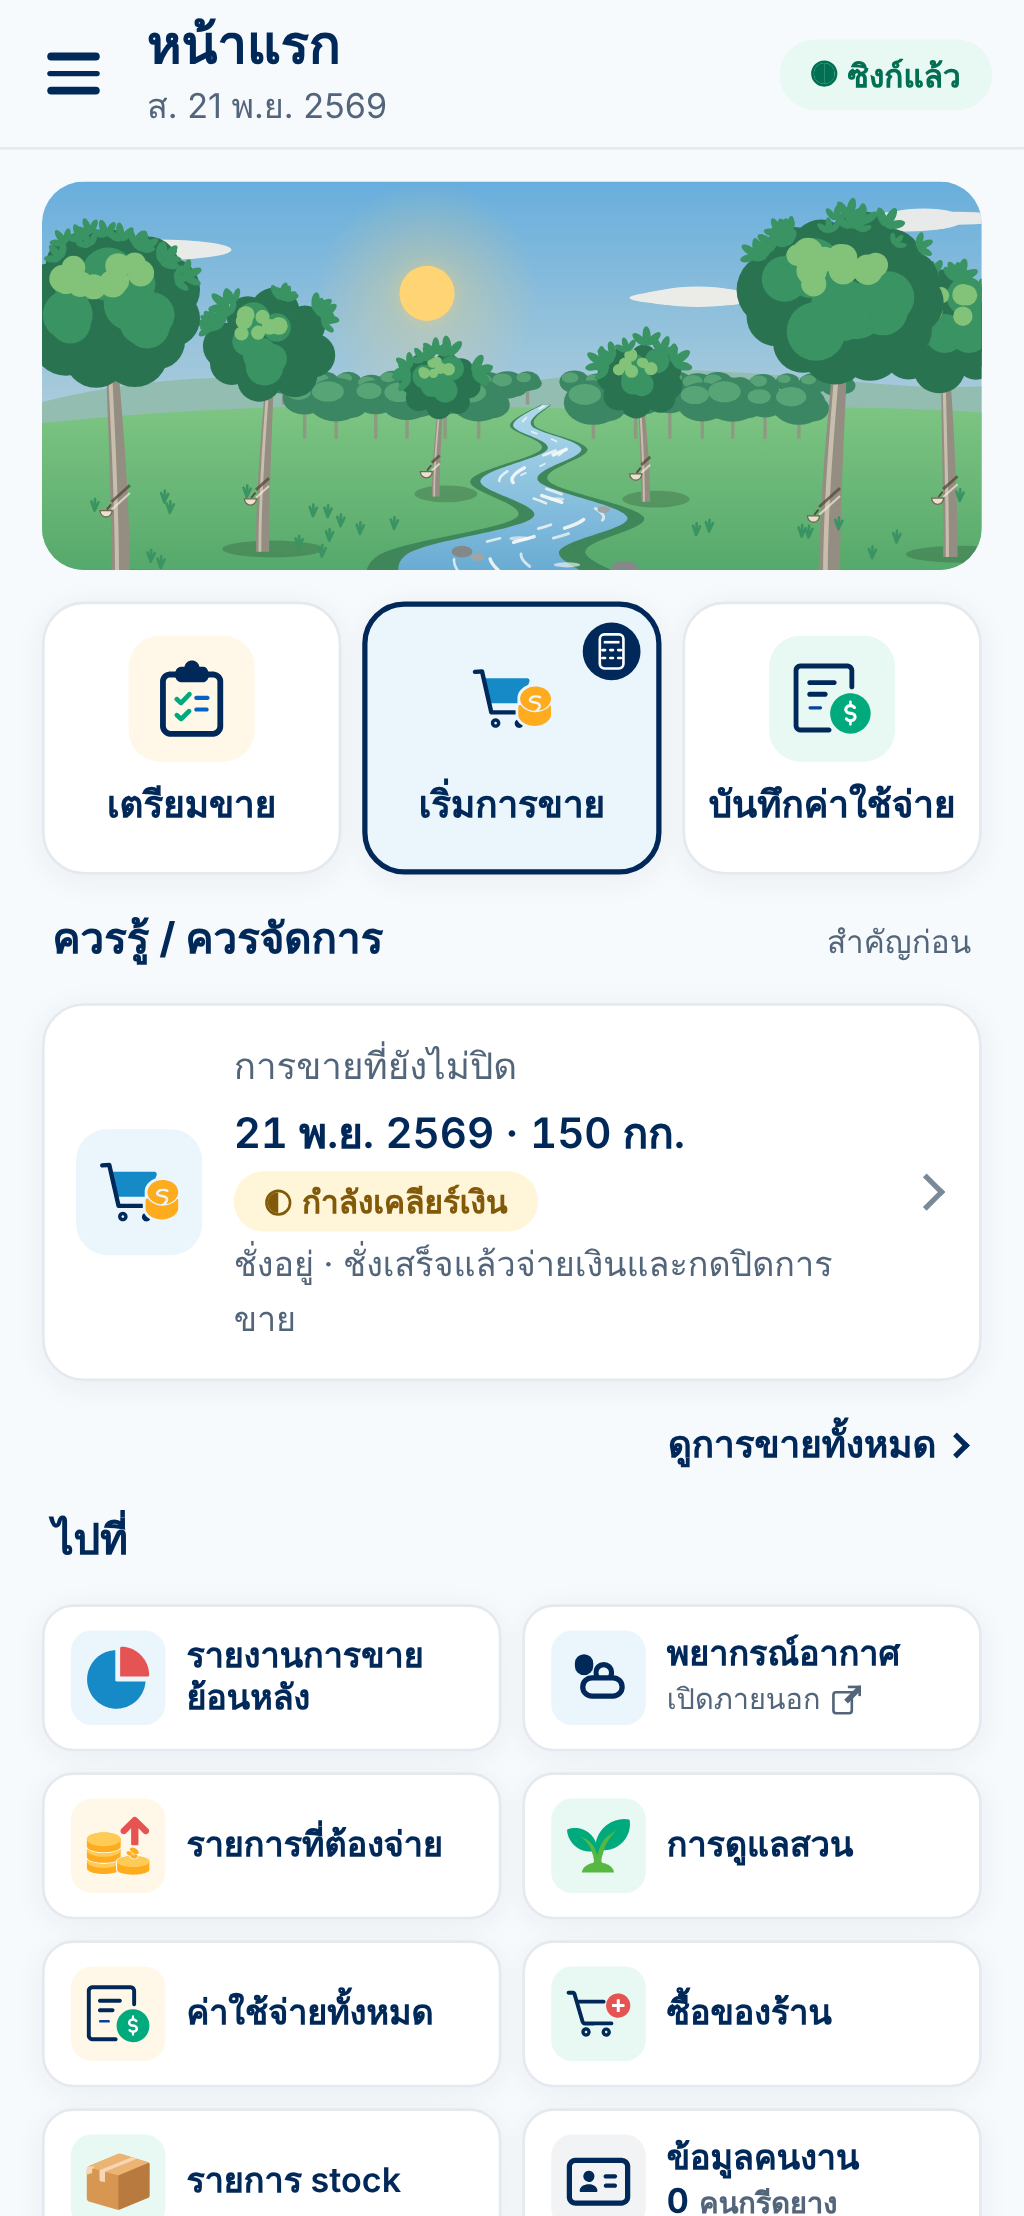 หน้าแรก
ส. 21 พ.ย. 2569
ซิงก์แล้ว
เตรียมขาย
เริ่มการขาย
บันทึกค่าใช้จ่าย
ควรรู้ / ควรจัดการ
สำคัญก่อน
การขายที่ยังไม่ปิด
21 พ.ย. 2569 · 150 กก.
กำลังเคลียร์เงิน
ชั่งอยู่ · ชั่งเสร็จแล้วจ่ายเงินและกดปิดการ
ขาย
ดูการขายทั้งหมด
ไปที่
รายงานการขาย
ย้อนหลัง
พยากรณ์อากาศ
เปิดภายนอก
รายการที่ต้องจ่าย
การดูแลสวน
ค่าใช้จ่ายทั้งหมด
ซื้อของร้าน
รายการ stock
ข้อมูลคนงาน
0 คนกรีดยาง